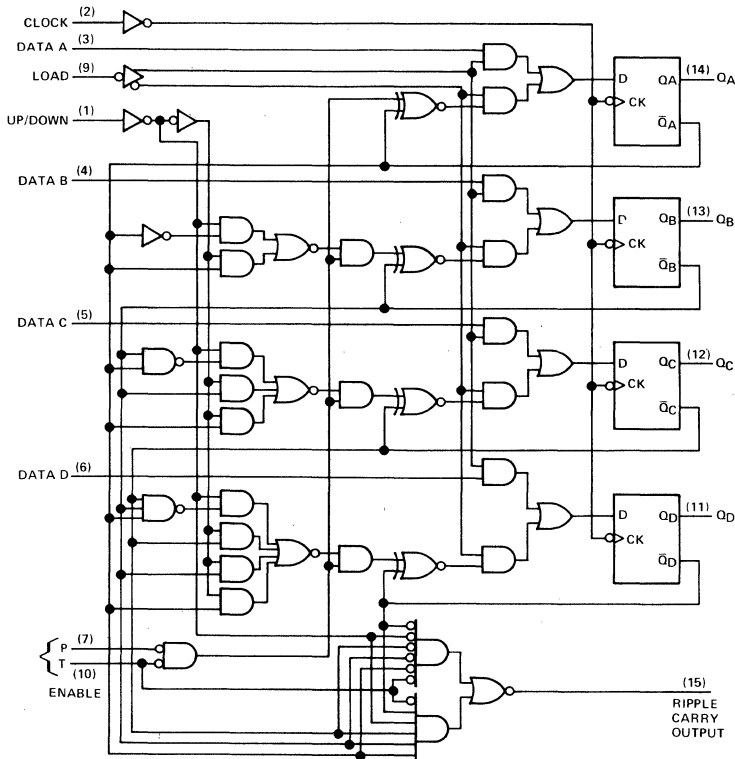 CLOCK (2)
DATA A (3)
LOAD (9)
UP/DOWN (1)
D QA (14) QA
CK
Q̅A
DATA B (4)
D QB (13) QB
CK
Q̅B
DATA C (5)
D QC (12) QC
CK
Q̅C
DATA D (6)
D QD (11) QD
CK
Q̅D
P (7)
T
(10)
ENABLE
(15)
RIPPLE
CARRY
OUTPUT